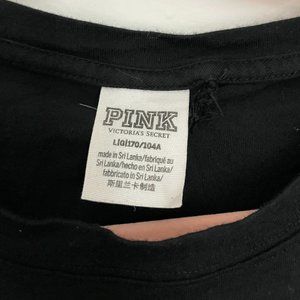 PINK
VICTORIA'S SECRET
L|G|170/104A
made in Sri Lanka/fabriqué au
Sri Lanka/hecho en Sri Lanka/
fabbricato in Sri Lanka/
斯里兰卡制造